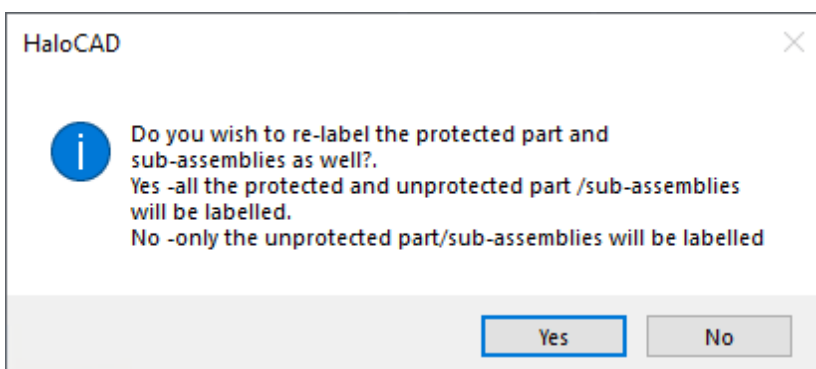 HaloCAD
Do you wish to re-label the protected part and
sub-assemblies as well?.
Yes -all the protected and unprotected part /sub-assemblies
will be labelled.
No -only the unprotected part/sub-assemblies will be labelled
Yes
No